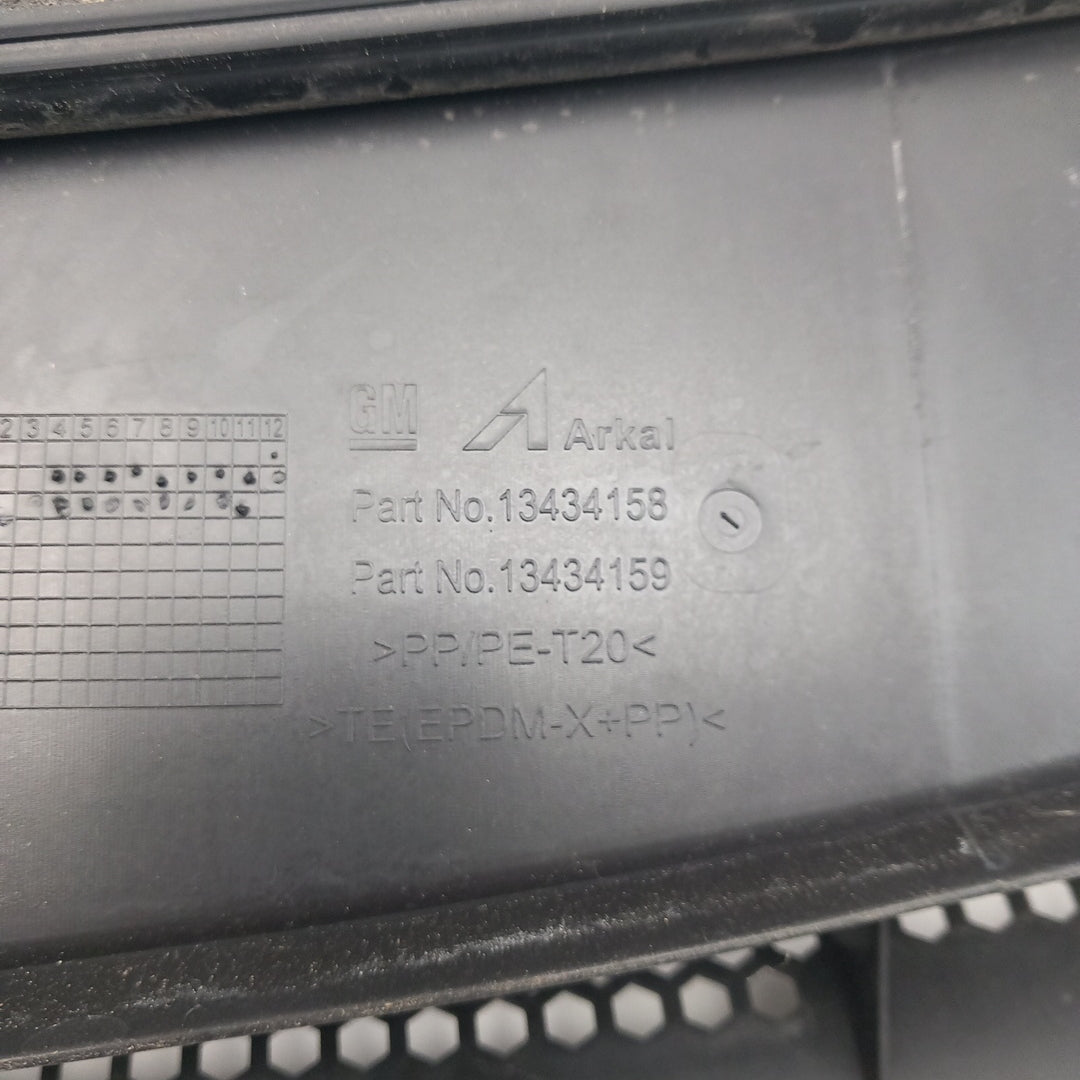 2 3 4 5 6 7 8 9 10 11 12
GM
Arkal
Part No.13434158
Part No.13434159
>PP/PE-T20<
>TE(EPDM-X+PP)<